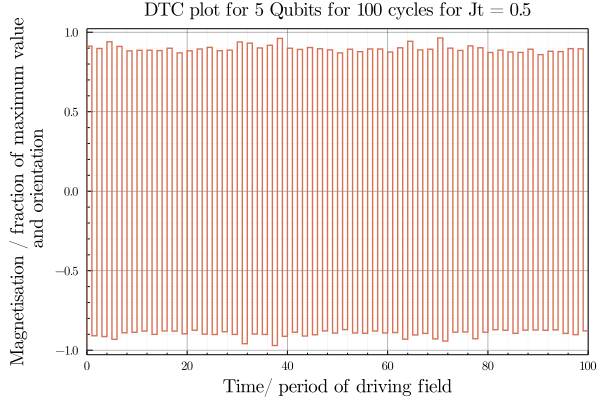 DTC plot for 5 Qubits for 100 cycles for Jt = 0.5
Magnetisation / fraction of maximum value
and orientation
1.0
0.5
0.0
−0.5
−1.0
0 20 40 60 80 100
Time/ period of driving field